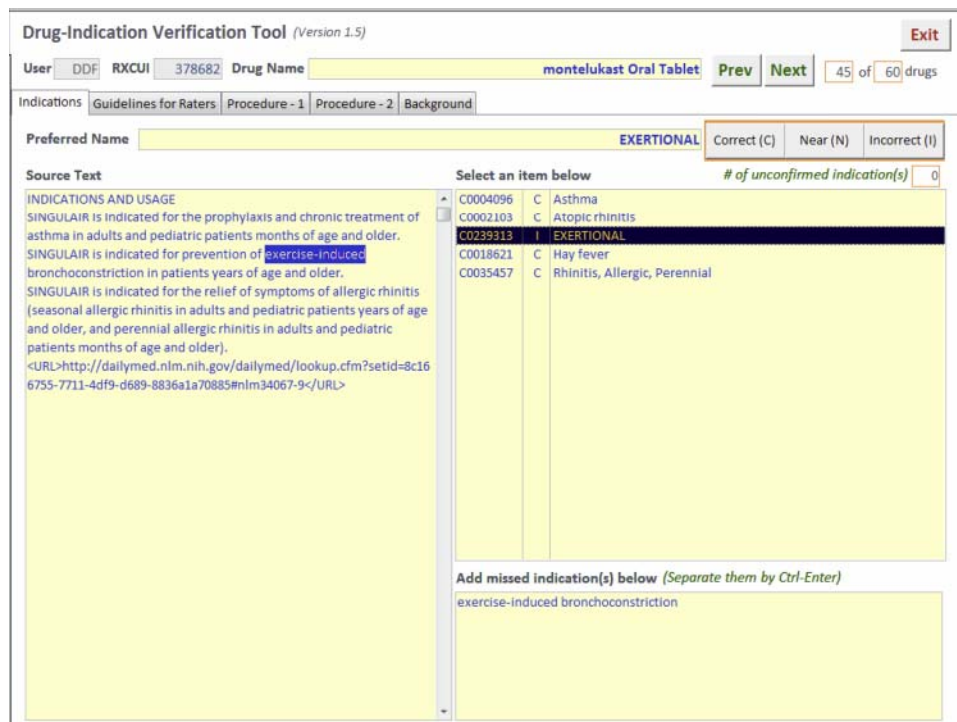 Drug-Indication Verification Tool (Version 1.5)
Exit
User DDF RXCUI 378682 Drug Name montelukast Oral Tablet Prev Next 45 of 60 drugs
Indications Guidelines for Raters Procedure - 1 Procedure - 2 Background
Preferred Name EXERTIONAL Correct (C) Near (N) Incorrect (I)
Source Text
INDICATIONS AND USAGE
SINGULAIR is indicated for the prophylaxis and chronic treatment of
asthma in adults and pediatric patients months of age and older.
SINGULAIR is indicated for prevention of exercise-induced
bronchoconstriction in patients years of age and older.
SINGULAIR is indicated for the relief of symptoms of allergic rhinitis
(seasonal allergic rhinitis in adults and pediatric patients years of age
and older, and perennial allergic rhinitis in adults and pediatric
patients months of age and older).
<URL>http://dailymed.nlm.nih.gov/dailymed/lookup.cfm?setid=8c16
6755-7711-4df9-d689-8836a1a70885#nlm34067-9</URL>
Select an item below # of unconfirmed indication(s) 0
C0004096 C Asthma
C0002103 C Atopic rhinitis
C0239313 I EXERTIONAL
C0018621 C Hay fever
C0035457 C Rhinitis, Allergic, Perennial
Add missed indication(s) below (Separate them by Ctrl-Enter)
exercise-induced bronchoconstriction